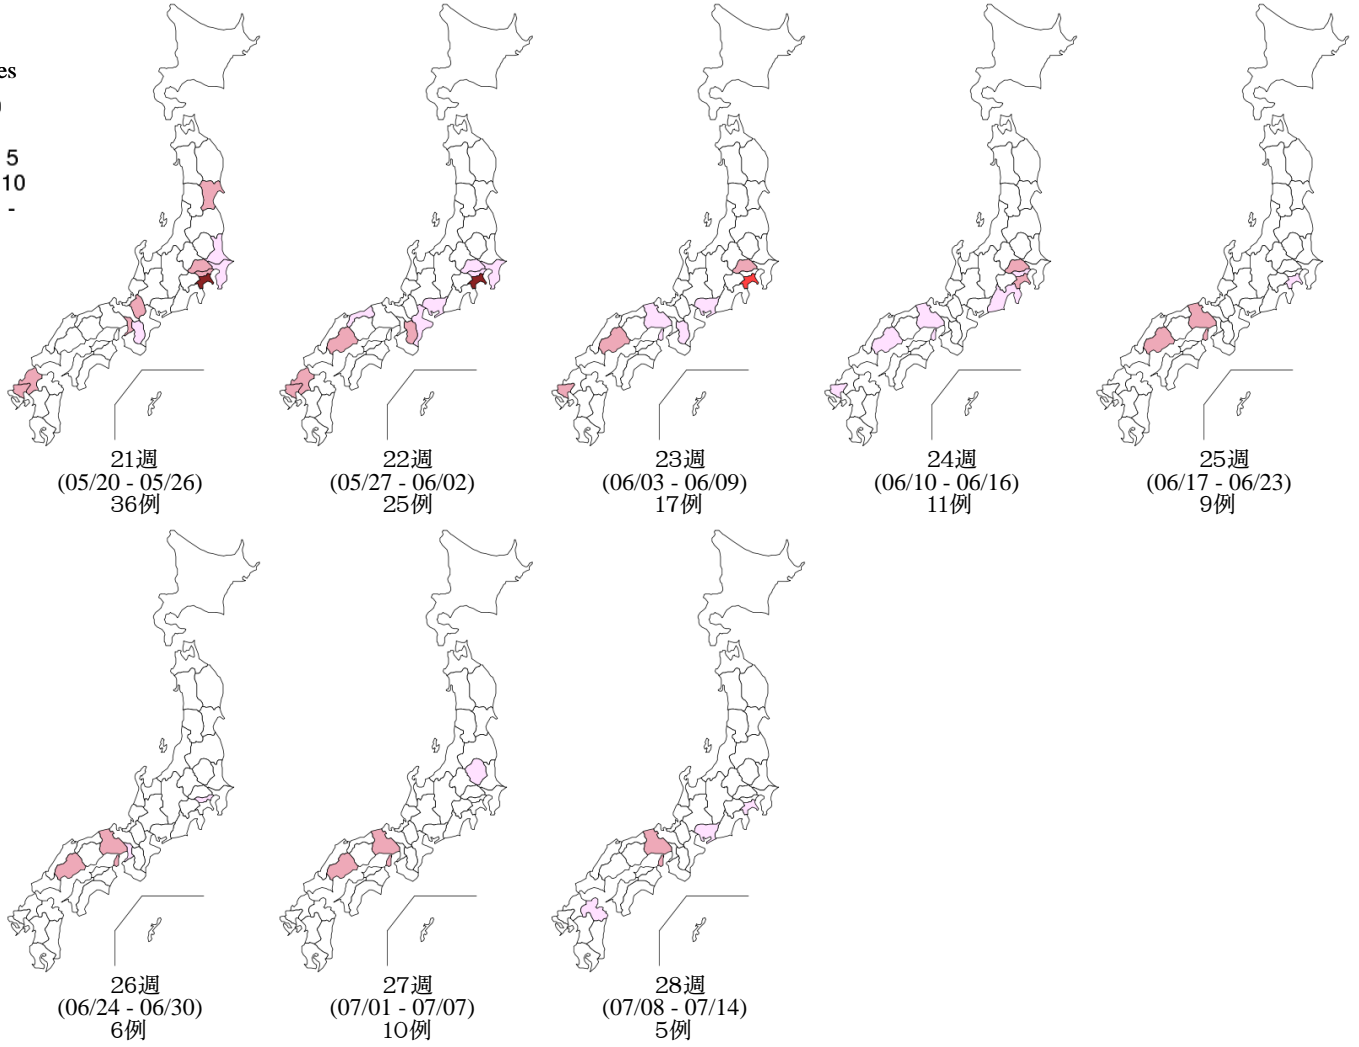 es
5
10
-
21週
(05/20 - 05/26)
36例
22週
(05/27 - 06/02)
25例
23週
(06/03 - 06/09)
17例
24週
(06/10 - 06/16)
11例
25週
(06/17 - 06/23)
9例
26週
(06/24 - 06/30)
6例
27週
(07/01 - 07/07)
10例
28週
(07/08 - 07/14)
5例